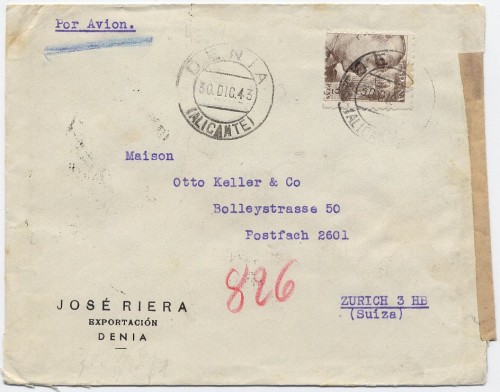 Por Avion.
DENIA
30.DIC.43
(ALICANTE)
Maison
Otto Keller & Co
Bolleystrasse 50
Postfach 2601
826
ZURICH 3 HB
(Suiza)
JOSÉ RIERA
EXPORTACIÓN
DENIA